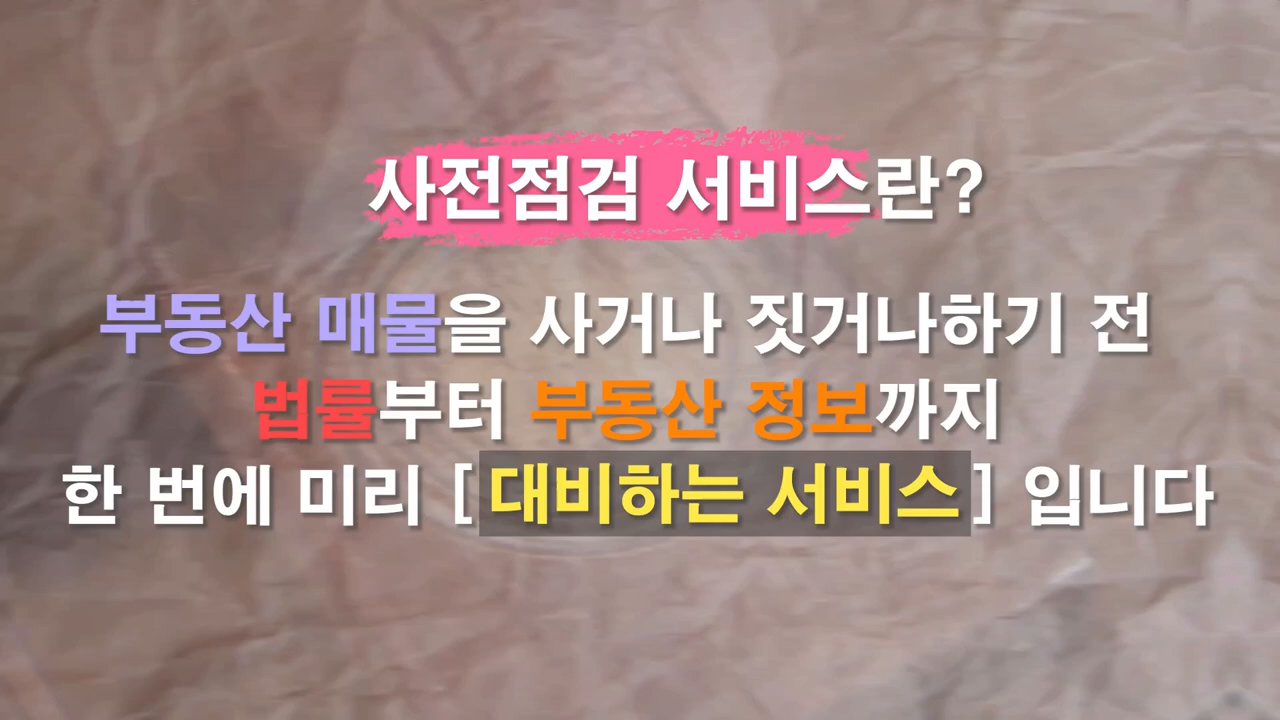 사전점검 서비스란?
부동산 매물을 사거나 짓거나하기 전
법률부터 부동산 정보까지
한 번에 미리 [대비하는 서비스] 입니다